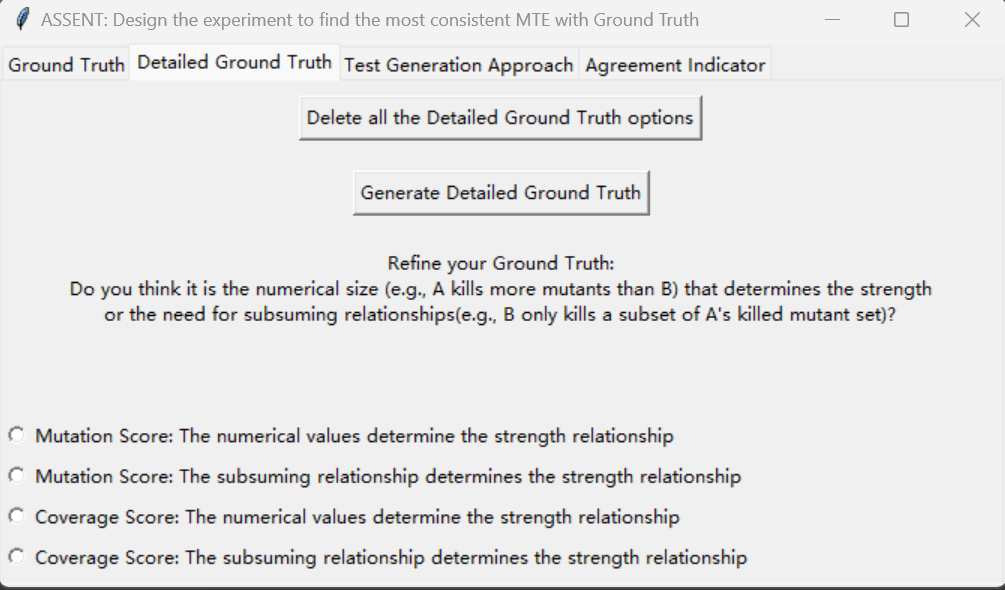 ASSENT: Design the experiment to find the most consistent MTE with Ground Truth
Ground Truth Detailed Ground Truth Test Generation Approach Agreement Indicator
Delete all the Detailed Ground Truth options
Generate Detailed Ground Truth
Refine your Ground Truth:
Do you think it is the numerical size (e.g., A kills more mutants than B) that determines the strength
or the need for subsuming relationships(e.g., B only kills a subset of A's killed mutant set)?
Mutation Score: The numerical values determine the strength relationship
Mutation Score: The subsuming relationship determines the strength relationship
Coverage Score: The numerical values determine the strength relationship
Coverage Score: The subsuming relationship determines the strength relationship